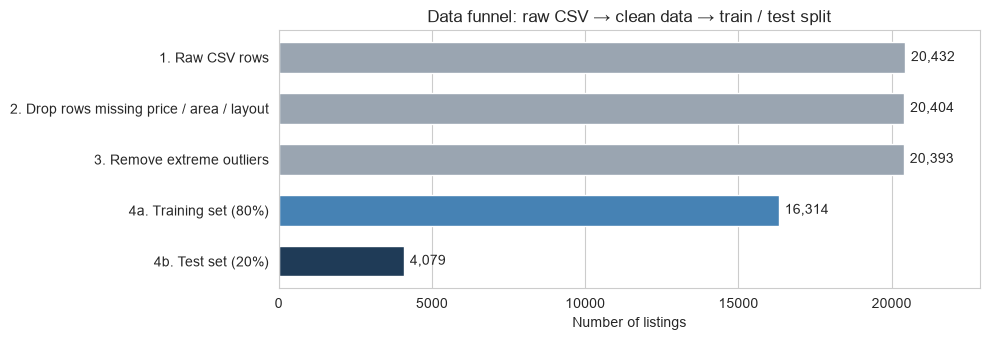 Data funnel: raw CSV → clean data → train / test split
1. Raw CSV rows 20,432
2. Drop rows missing price / area / layout 20,404
3. Remove extreme outliers 20,393
4a. Training set (80%) 16,314
4b. Test set (20%) 4,079
0 5000 10000 15000 20000
Number of listings